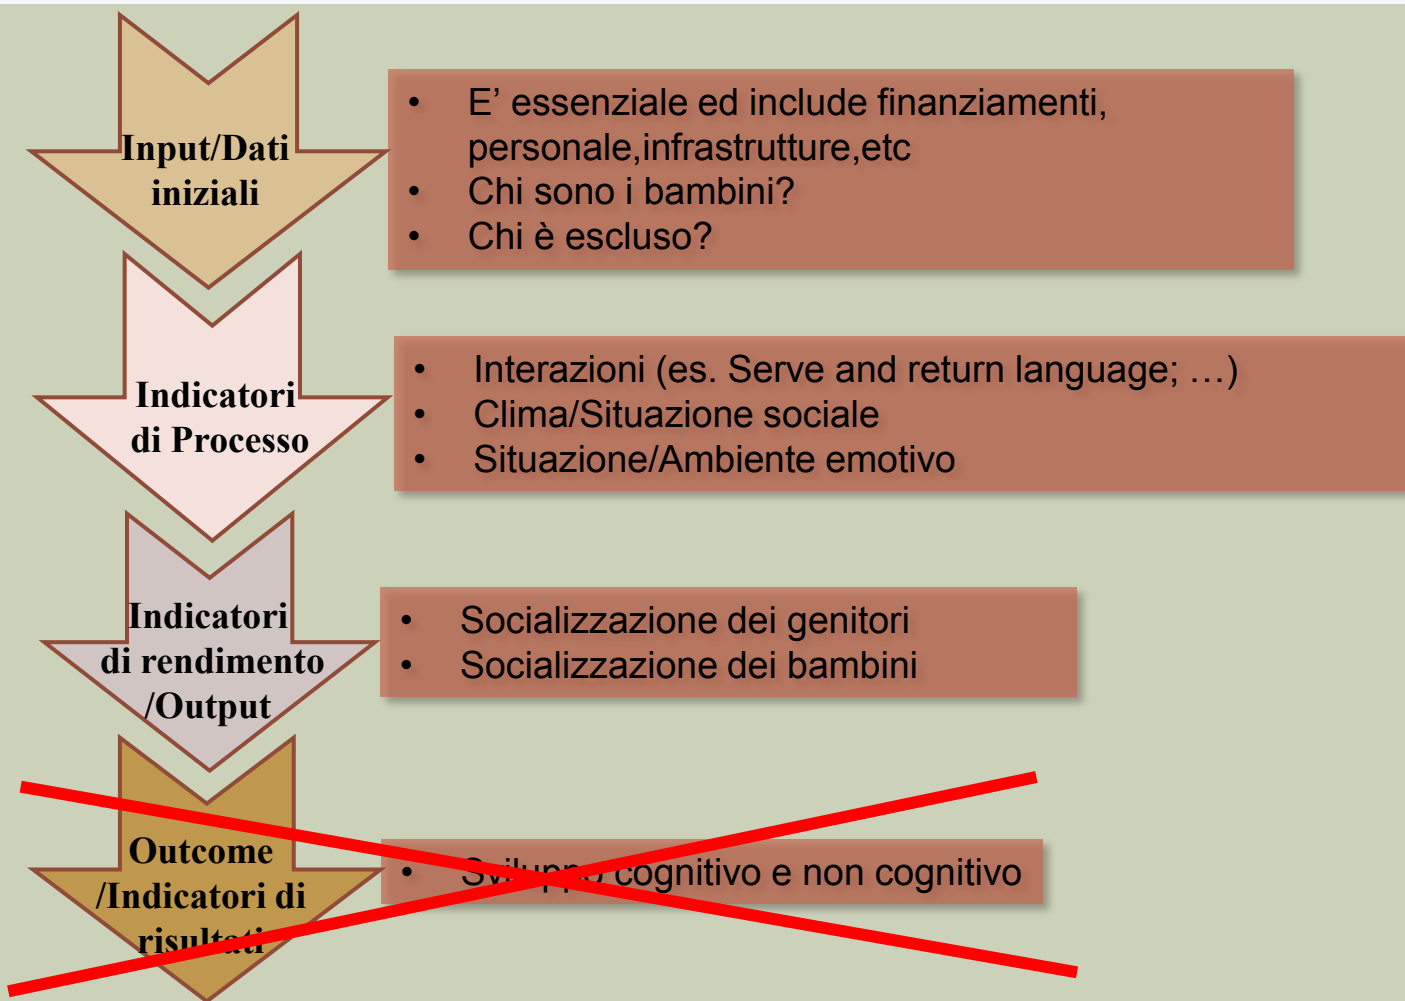 Input/Dati
iniziali
• E’ essenziale ed include finanziamenti,
personale,infrastrutture,etc
• Chi sono i bambini?
• Chi è escluso?
Indicatori
di Processo
• Interazioni (es. Serve and return language; …)
• Clima/Situazione sociale
• Situazione/Ambiente emotivo
Indicatori
di rendimento
/Output
• Socializzazione dei genitori
• Socializzazione dei bambini
Outcome
/Indicatori di
risultati
• Sviluppo cognitivo e non cognitivo